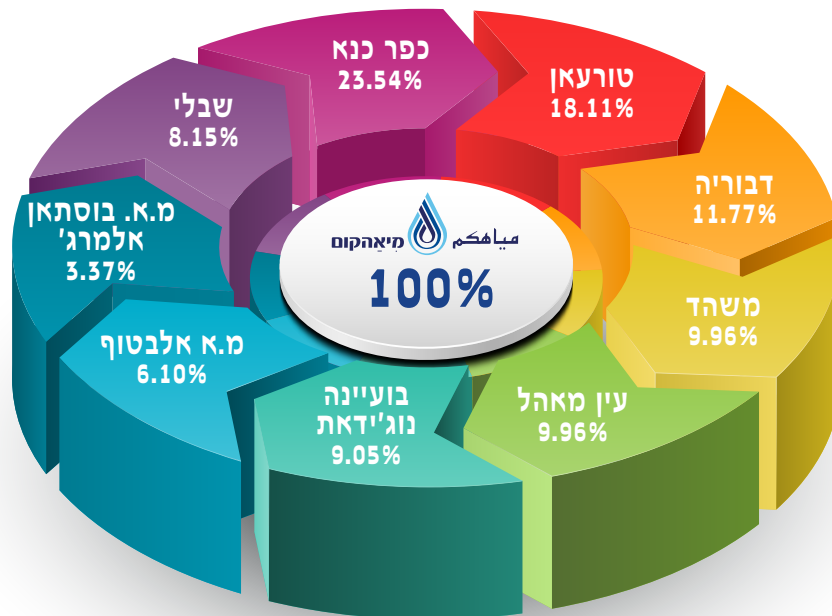 כפר כנא
23.54%
טורעאן
18.11%
דבוריה
11.77%
משהד
9.96%
עין מאהל
9.96%
בועיינה
נוג'ידאת
9.05%
מ.א אלבטוף
6.10%
מ.א. בוסתאן
אלמרג'
3.37%
שבלי
8.15%
מיאהקום مياهكم
100%